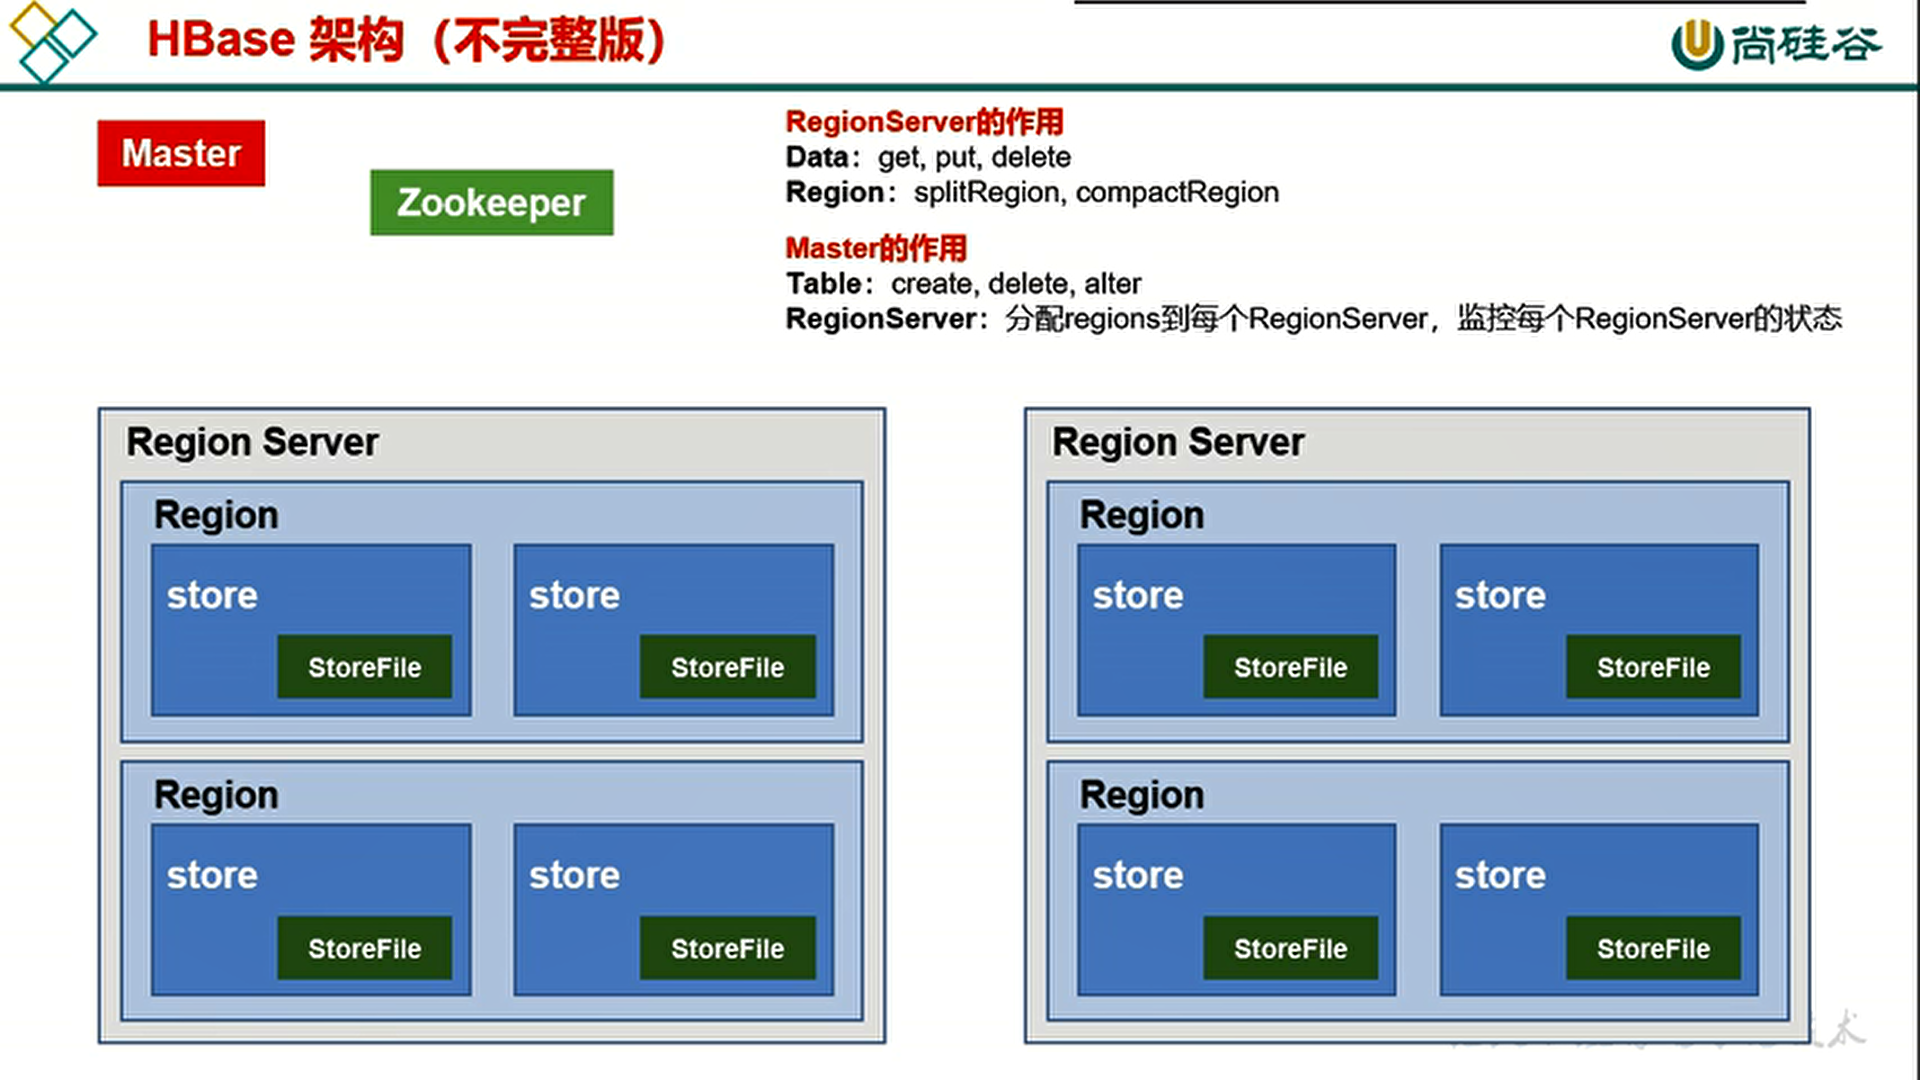 HBase 架构（不完整版）
尚硅谷
Master
Zookeeper
RegionServer的作用
Data：get, put, delete
Region：splitRegion, compactRegion
Master的作用
Table：create, delete, alter
RegionServer：分配regions到每个RegionServer，监控每个RegionServer的状态
Region Server
Region
store
StoreFile
store
StoreFile
Region
store
StoreFile
store
StoreFile
Region Server
Region
store
StoreFile
store
StoreFile
Region
store
StoreFile
store
StoreFile
技术